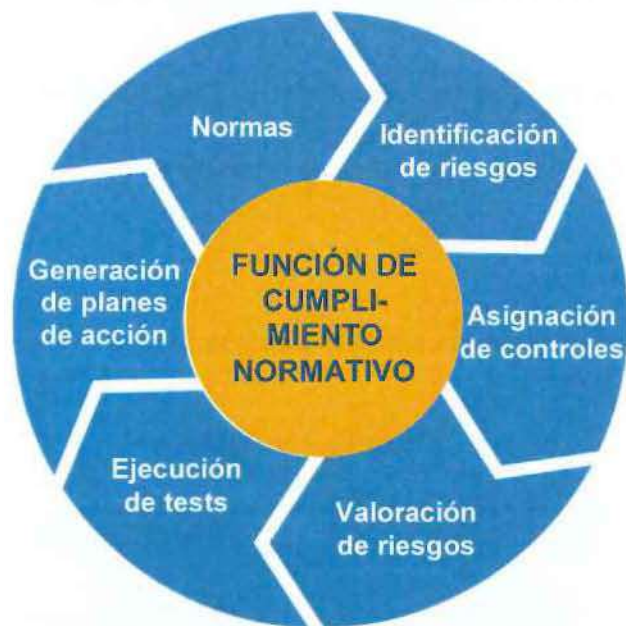 Normas
Identificación
de riesgos
Asignación
de controles
Valoración
de riesgos
Ejecución
de tests
Generación
de planes
de acción
FUNCIÓN DE
CUMPLI-
MIENTO
NORMATIVO